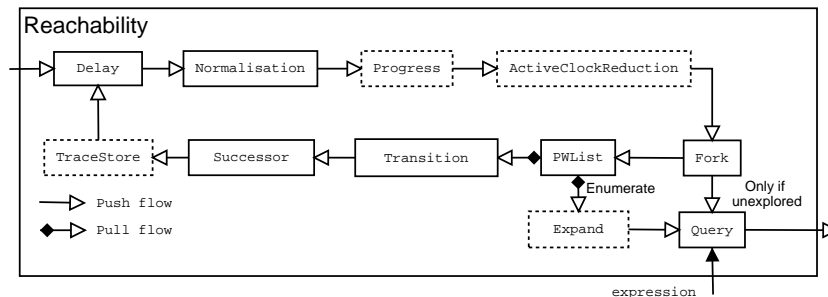 Reachability
Delay
Normalisation
Progress
ActiveClockReduction
TraceStore
Successor
Transition
PWList
Fork
Enumerate
Only if
unexplored
Push flow
Pull flow
Expand
Query
expression